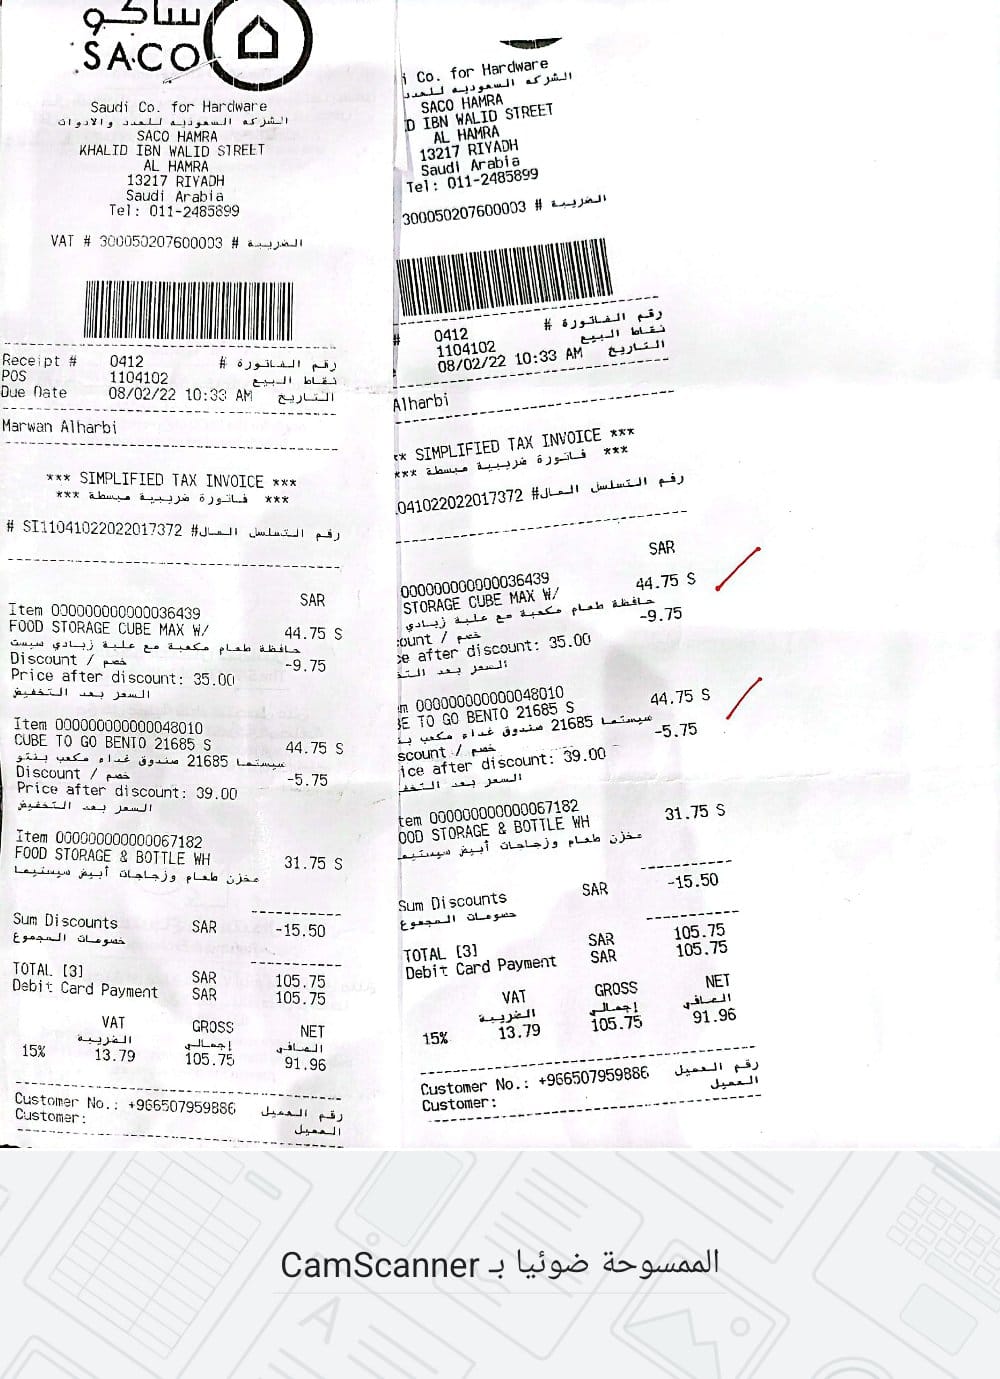 ساكو
SACO
Saudi Co. for Hardware
الشركه السعوديه للعدد والادوات
SACO HAMRA
KHALID IBN WALID STREET
AL HAMRA
13217 RIYADH
Saudi Arabia
Tel: 011-2485899
VAT # 300050207600003 # الضريبة
Receipt # 0412 رقم الفاتورة #
POS 1104102 نقاط البيع
Due Date 08/02/22 10:33 AM التاريخ
Marwan Alharbi
*** SIMPLIFIED TAX INVOICE ***
*** فاتورة ضريبية مبسطة ***
# SI11041022022017372 #رقم التسلسل المال
SAR
Item 000000000000036439
FOOD STORAGE CUBE MAX W/ 44.75 S
حافظة طعام مكعبة مع علبة زبادي سيست
Discount / خصم -9.75
Price after discount: 35.00
السعر بعد التخفيض
Item 000000000000048010
CUBE TO GO BENTO 21685 S 44.75 S
سيستما 21685 صندوق غداء مكعب بنتو
Discount / خصم -5.75
Price after discount: 39.00
السعر بعد التخفيض
Item 000000000000067182
FOOD STORAGE & BOTTLE WH 31.75 S
مخزن طعام وزجاجات أبيض سيستيما
Sum Discounts SAR -15.50
خصومات المجموع
TOTAL [3] SAR 105.75
Debit Card Payment SAR 105.75
VAT GROSS NET
الضريبة إجمالي الصافي
15% 13.79 105.75 91.96
Customer No.: +966507959886 رقم العميل
Customer: العميل
i Co. for Hardware
الشركه السعوديه للعدد
SACO HAMRA
D IBN WALID STREET
AL HAMRA
13217 RIYADH
Saudi Arabia
Tel: 011-2485899
300050207600003 # الضريبة
# 0412 رقم الفاتورة #
1104102 نقاط البيع
08/02/22 10:33 AM التاريخ
Alharbi
** SIMPLIFIED TAX INVOICE ***
*** فاتورة ضريبية مبسطة ***
041022022017372 #رقم التسلسل المال
SAR
000000000000036439
STORAGE CUBE MAX W/ 44.75 S
حافظة طعام مكعبة مع علبة زبادي
ount / خصم -9.75
ce after discount: 35.00
السعر بعد الت
m 000000000000048010
BE TO GO BENTO 21685 S 44.75 S
سيستما 21685 صندوق غداء مكعب بن
scount / خصم -5.75
ice after discount: 39.00
السعر بعد التخف
tem 000000000000067182
OOD STORAGE & BOTTLE WH 31.75 S
مخزن طعام وزجاجات أبيض سيستيما
Sum Discounts SAR -15.50
خصومات المجموع
TOTAL [3] SAR 105.75
Debit Card Payment SAR 105.75
VAT GROSS NET
الضريبة إجمالي الصافي
15% 13.79 105.75 91.96
Customer No.: +966507959886 رقم العميل
Customer: العميل
الممسوحة ضوئيا بـ CamScanner